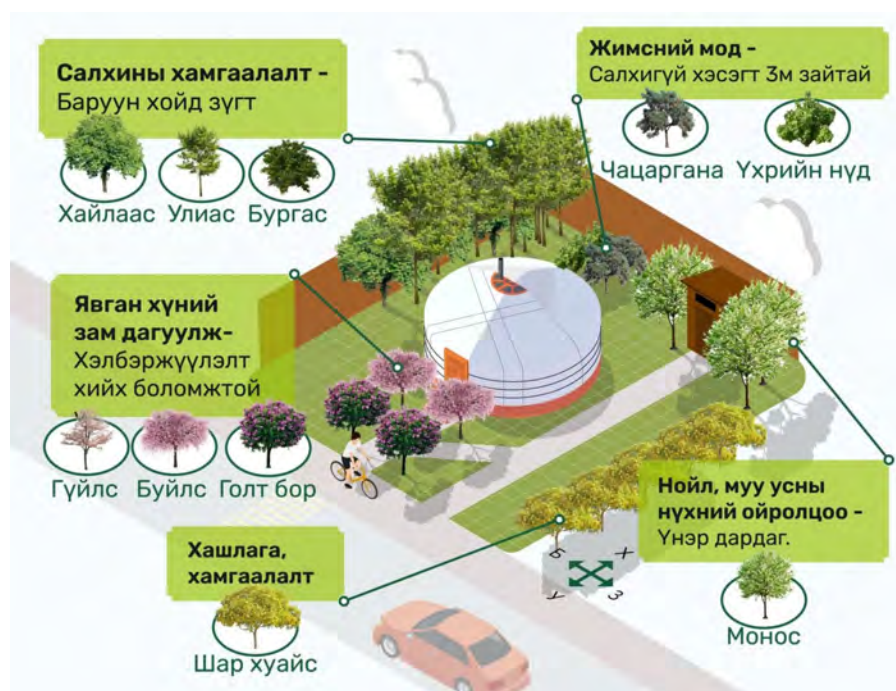 Салхины хамгаалалт -
Баруун хойд зүгт
Хайлаас Улиас Бургас
Жимсний мод -
Салхигүй хэсэгт 3м зайтай
Чацаргана Үхрийн нүд
Явган хүний
зам дагуулж-
Хэлбэржүүлэлт
хийх боломжтой
Гүйлс Буйлс Голт бор
Хашлага,
хамгаалалт
Шар хуайс
Нойл, муу усны
нүхний ойролцоо -
Үнэр дардаг.
Монос
Б Х
У З